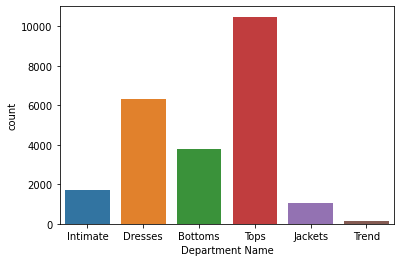 10000
8000
6000
4000
2000
0
count
Intimate Dresses Bottoms Tops Jackets Trend
Department Name